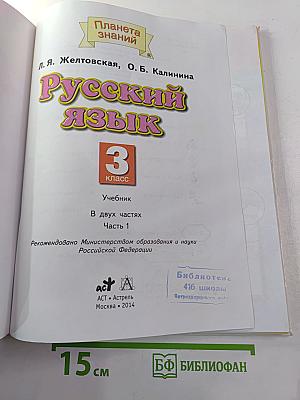 Планета
знаний
Л. Я. Желтовская, О. Б. Калинина
Русский
язык
3
класс
Учебник
В двух частях
Часть 1
Рекомендовано Министерством образования и науки
Российской Федерации
Библиотека
416 школы
аст
АСТ • Астрель
Москва • 2014
15 см
БФ БИБЛИОФАН